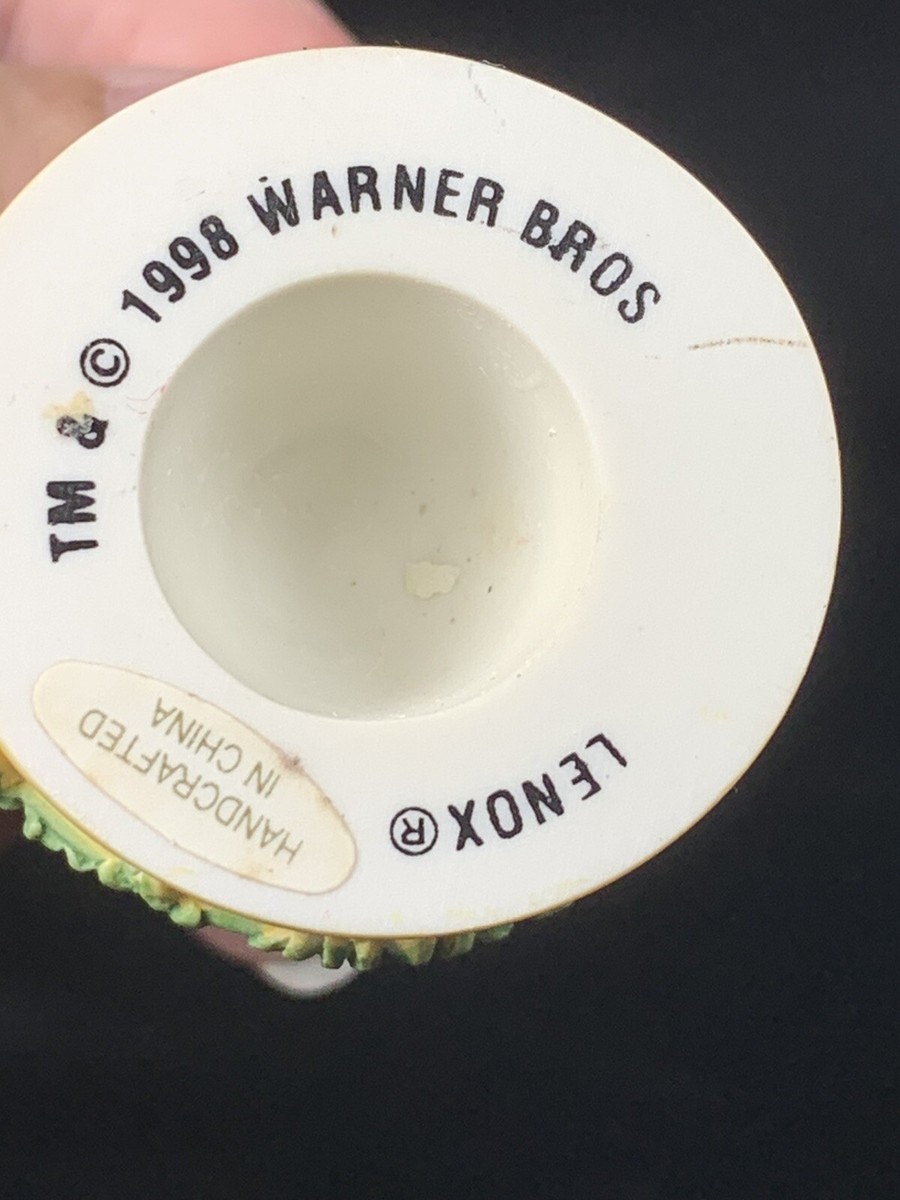 TM & © 1998 WARNER BROS
LENOX®
HANDCRAFTED
IN CHINA